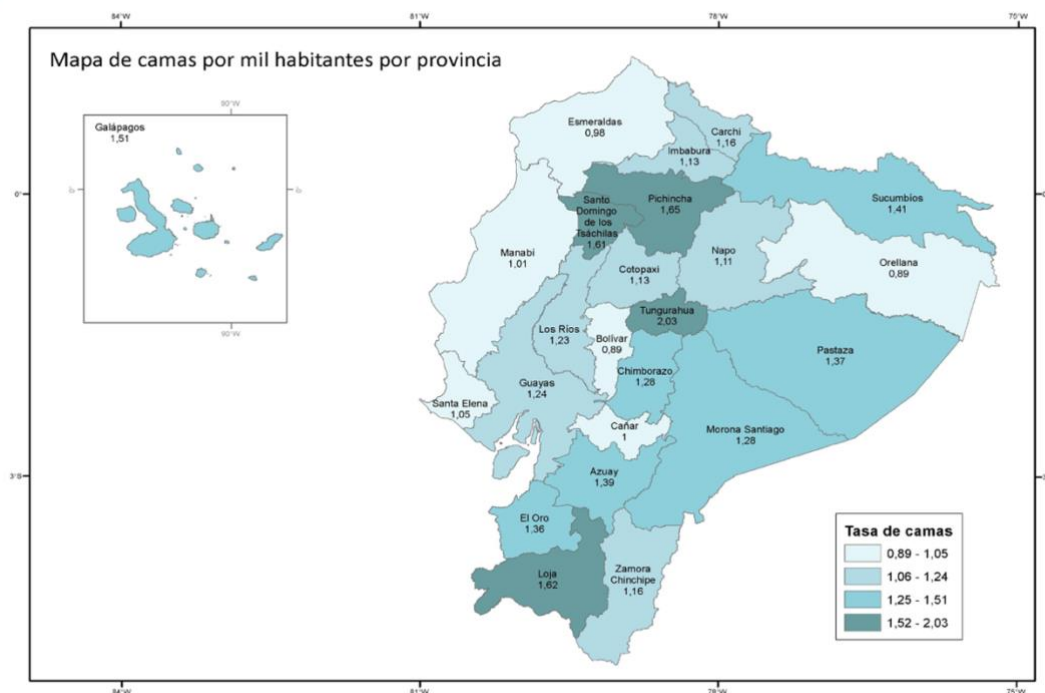 84°W
81°W
78°W
Mapa de camas por mil habitantes por provincia
90°W
Galápagos
1,51
0°
0°
Esmeraldas
0,98
Carchi
1,16
Imbabura
1,13
0°
Santo
Domingo
de los
Tsáchilas
1,61
Pichincha
1,65
Sucumbíos
1,41
Manabí
1,01
Napo
1,11
Orellana
0,89
Cotopaxi
1,13
Tungurahua
2,03
90°W
Los Ríos
1,23
Bolívar
0,89
Pastaza
1,37
Chimborazo
1,28
Guayas
1,24
Santa Elena
1,05
Cañar
1
Morona Santiago
1,28
3°S
Azuay
1,39
El Oro
1,36
Loja
1,62
Zamora
Chinchipe
1,16
Tasa de camas
0,89 - 1,05
1,06 - 1,24
1,25 - 1,51
1,52 - 2,03
84°W
81°W
78°W
75°W